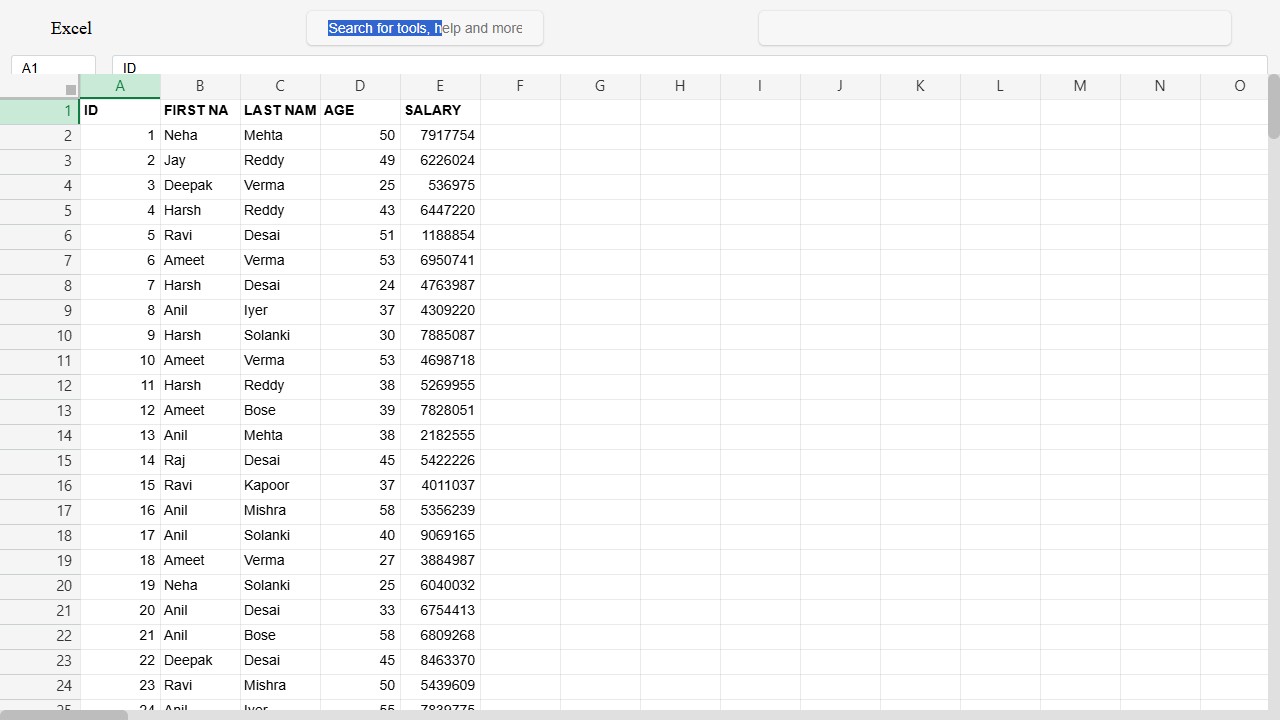 Excel
Search for tools, help and more
A1
ID
A B C D E F G H I J K L M N O
1 ID FIRST NA LAST NAM AGE SALARY
2 1 Neha Mehta 50 7917754
3 2 Jay Reddy 49 6226024
4 3 Deepak Verma 25 536975
5 4 Harsh Reddy 43 6447220
6 5 Ravi Desai 51 1188854
7 6 Ameet Verma 53 6950741
8 7 Harsh Desai 24 4763987
9 8 Anil Iyer 37 4309220
10 9 Harsh Solanki 30 7885087
11 10 Ameet Verma 53 4698718
12 11 Harsh Reddy 38 5269955
13 12 Ameet Bose 39 7828051
14 13 Anil Mehta 38 2182555
15 14 Raj Desai 45 5422226
16 15 Ravi Kapoor 37 4011037
17 16 Anil Mishra 58 5356239
18 17 Anil Solanki 40 9069165
19 18 Ameet Verma 27 3884987
20 19 Neha Solanki 25 6040032
21 20 Anil Desai 33 6754413
22 21 Anil Bose 58 6809268
23 22 Deepak Desai 45 8463370
24 23 Ravi Mishra 50 5439609
25 24 Anil Iyer 55 7839775